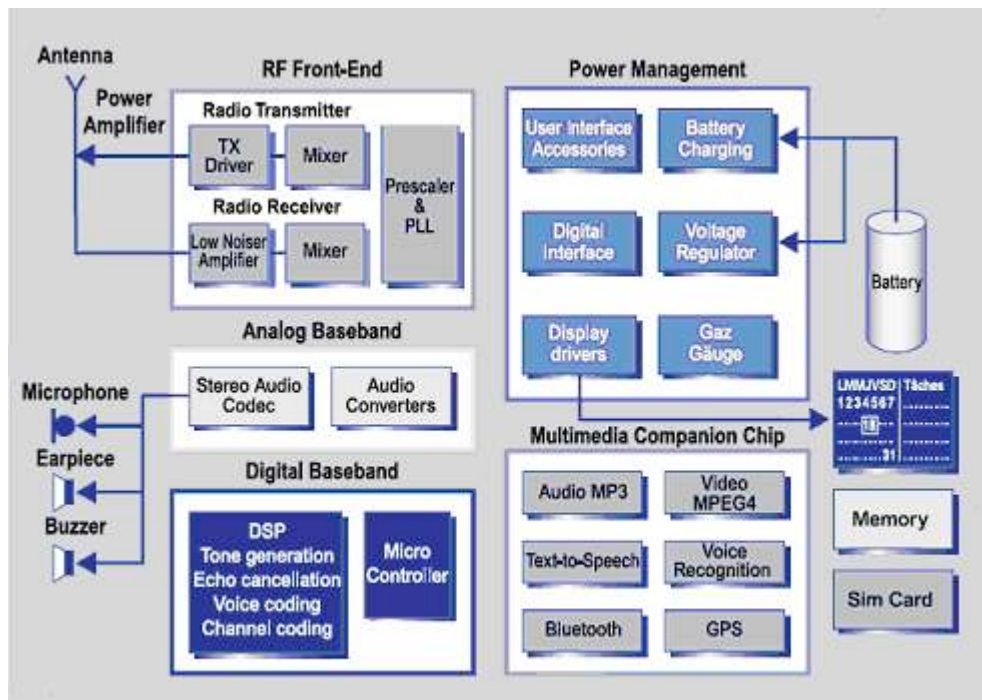 Antenna
Power
Amplifier
RF Front-End
Radio Transmitter
TX
Driver
Mixer
Radio Receiver
Low Noiser
Amplifier
Mixer
Prescaler
&
PLL
Power Management
User Interface
Accessories
Battery
Charging
Digital
Interface
Voltage
Regulator
Display
drivers
Gaz
Gäuge
Battery
Analog Baseband
Stereo Audio
Codec
Audio
Converters
Microphone
Earpiece
Buzzer
Digital Baseband
DSP
Tone generation
Echo cancellation
Voice coding
Channel coding
Micro
Controller
Multimedia Companion Chip
Audio MP3
Video
MPEG4
Text-to-Speech
Voice
Recognition
Bluetooth
GPS
LMMJVSD Tâches
1234567
18
31
Memory
Sim Card